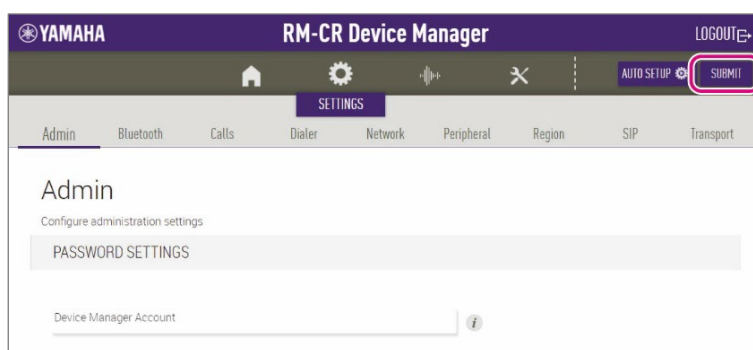 YAMAHA RM-CR Device Manager LOGOUT
AUTO SETUP SUBMIT
SETTINGS
Admin Bluetooth Calls Dialer Network Peripheral Region SIP Transport
Admin
Configure administration settings
PASSWORD SETTINGS
Device Manager Account i